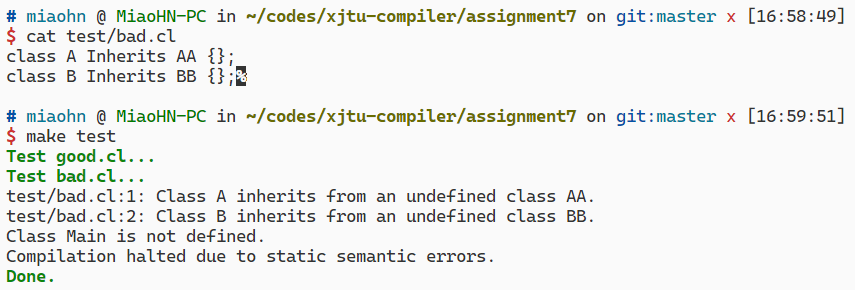 # miaohn @ MiaoHN-PC in ~/codes/xjtu-compiler/assignment7 on git:master x [16:58:49]
$ cat test/bad.cl
class A Inherits AA {};
class B Inherits BB {};%
# miaohn @ MiaoHN-PC in ~/codes/xjtu-compiler/assignment7 on git:master x [16:59:51]
$ make test
Test good.cl...
Test bad.cl...
test/bad.cl:1: Class A inherits from an undefined class AA.
test/bad.cl:2: Class B inherits from an undefined class BB.
Class Main is not defined.
Compilation halted due to static semantic errors.
Done.